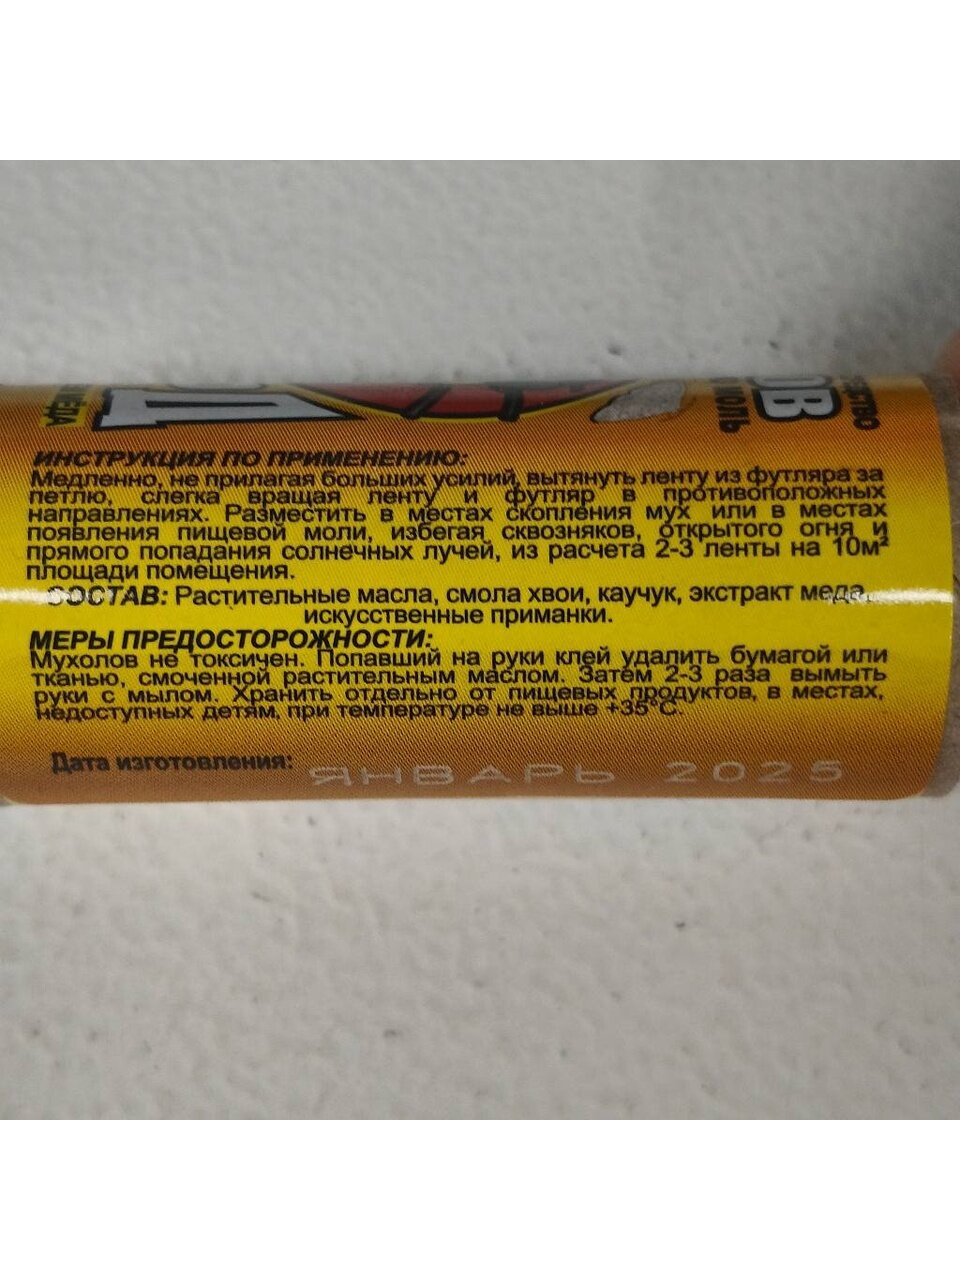 ИНСТРУКЦИЯ ПО ПРИМЕНЕНИЮ:
Медленно, не прилагая больших усилий, вытянуть ленту из футляра за
петлю, слегка вращая ленту и футляр в противоположных
направлениях. Разместить в местах скопления мух или в местах
появления пищевой моли, избегая сквозняков, открытого огня и
прямого попадания солнечных лучей, из расчета 2-3 ленты на 10м²
площади помещения.
СОСТАВ: Растительные масла, смола хвои, каучук, экстракт меда,
искусственные приманки.
МЕРЫ ПРЕДОСТОРОЖНОСТИ:
Мухолов не токсичен. Попавший на руки клей удалить бумагой или
тканью, смоченной растительным маслом. Затем 2-3 раза вымыть
руки с мылом. Хранить отдельно от пищевых продуктов, в местах,
недоступных детям, при температуре не выше +35°С.
Дата изготовления: ЯНВАРЬ 2025